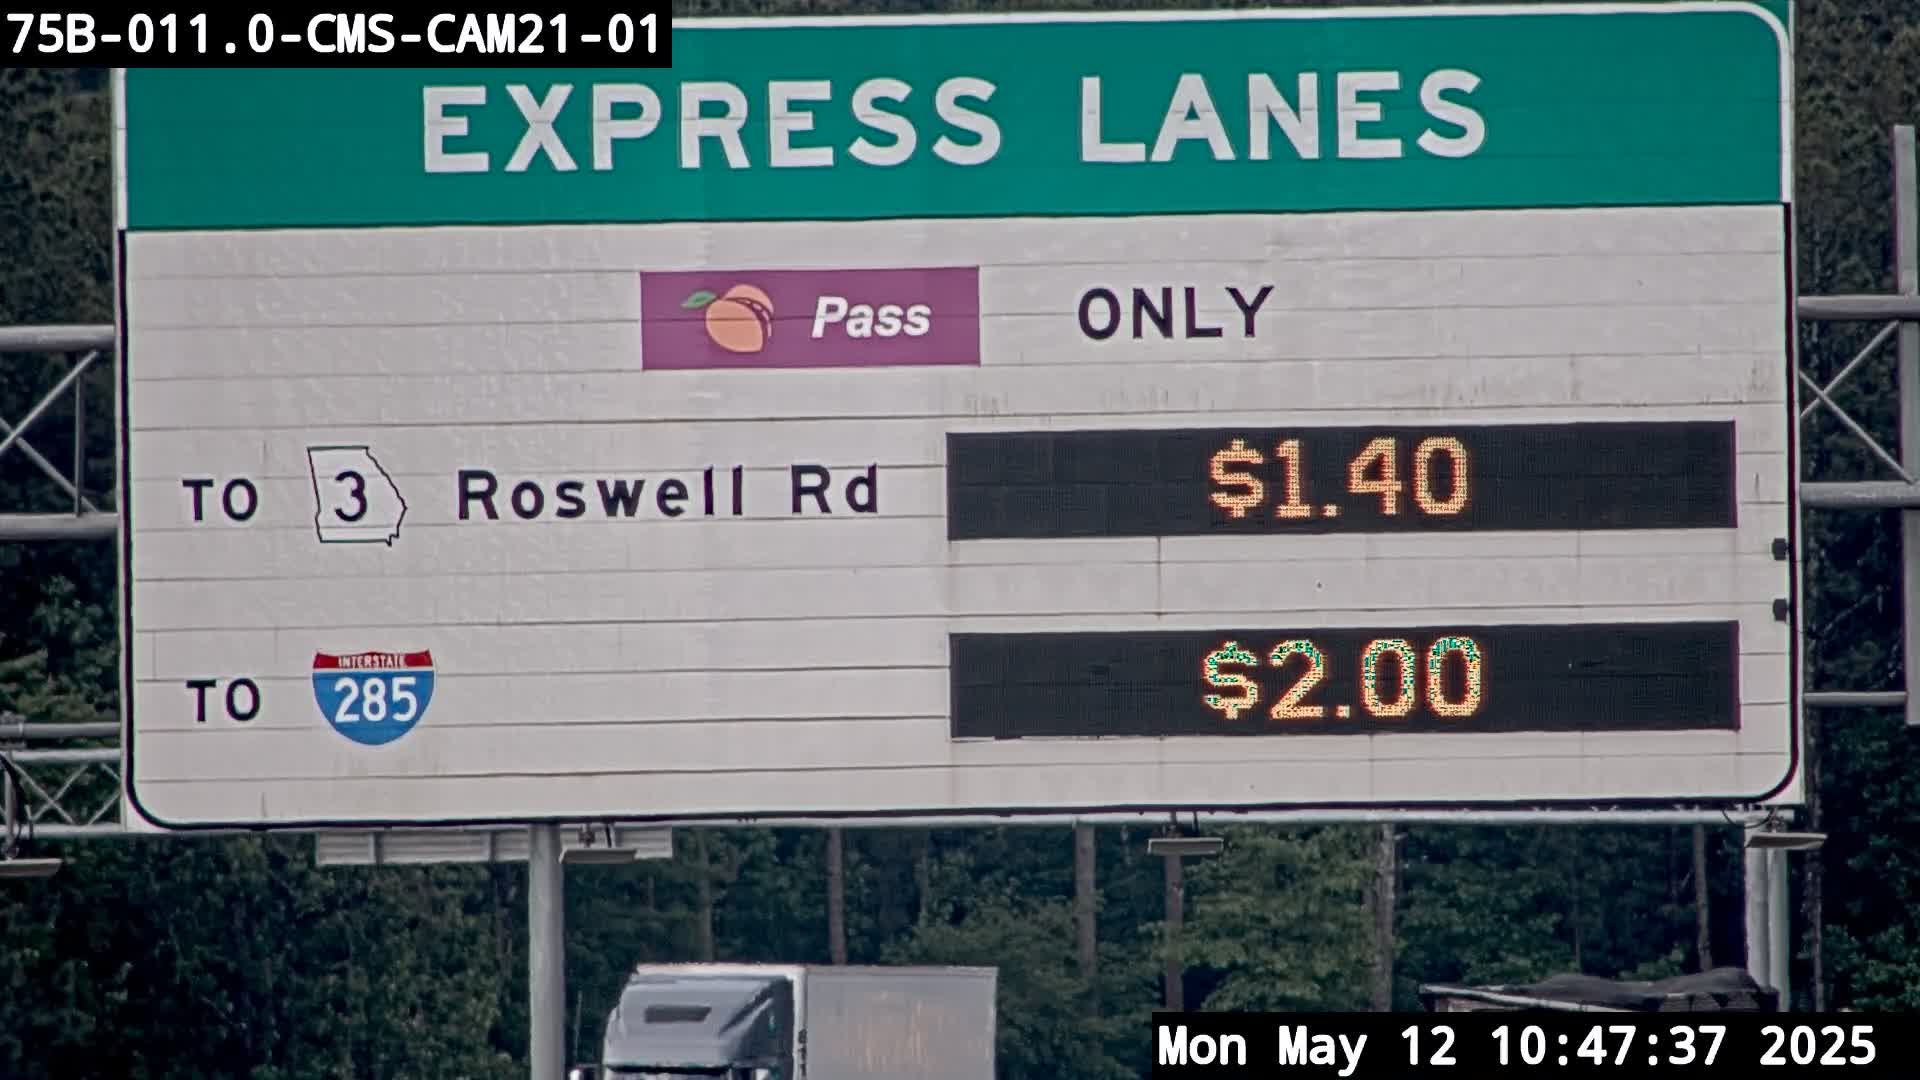 75B-011.0-CMS-CAM21-01
EXPRESS LANES
Pass ONLY
TO 3 Roswell Rd $1.40
INTERSTATE
TO 285 $2.00
Mon May 12 10:47:37 2025